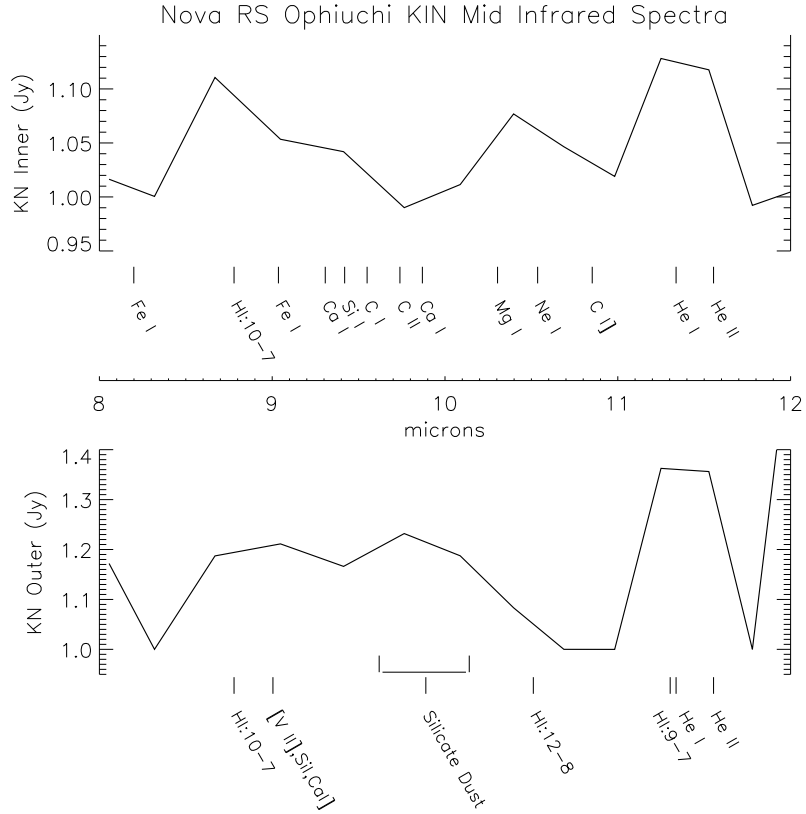 Nova RS Ophiuchi KIN Mid Infrared Spectra
KN Inner (Jy)
1.10
1.05
1.00
0.95
Fe I
HI:10-7
Fe I
Ca I
Si I
C I
C II
Ca I
Mg I
Ne I
C I]
He I
He II
8
9
10
11
12
microns
KN Outer (Jy)
1.4
1.3
1.2
1.1
1.0
HI:10-7
[V II],SiI,CaI]
Silicate Dust
HI:12-8
HI:9-7
He I
He II